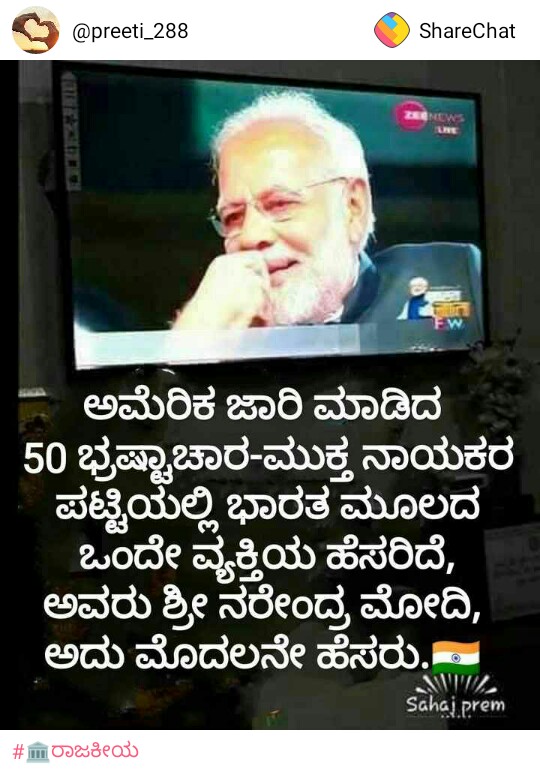 @preeti_288
ShareChat
ZEE NEWS
LIVE
ಅಮೆರಿಕ ಜಾರಿ ಮಾಡಿದ
50 ಭ್ರಷ್ಟಾಚಾರ-ಮುಕ್ತ ನಾಯಕರ
ಪಟ್ಟಿಯಲ್ಲಿ ಭಾರತ ಮೂಲದ
ಒಂದೇ ವ್ಯಕ್ತಿಯ ಹೆಸರಿದೆ,
ಅವರು ಶ್ರೀ ನರೇಂದ್ರ ಮೋದಿ,
ಅದು ಮೊದಲನೇ ಹೆಸರು.🇮🇳
Sahaj prem
#🏛️ರಾಜಕೀಯ